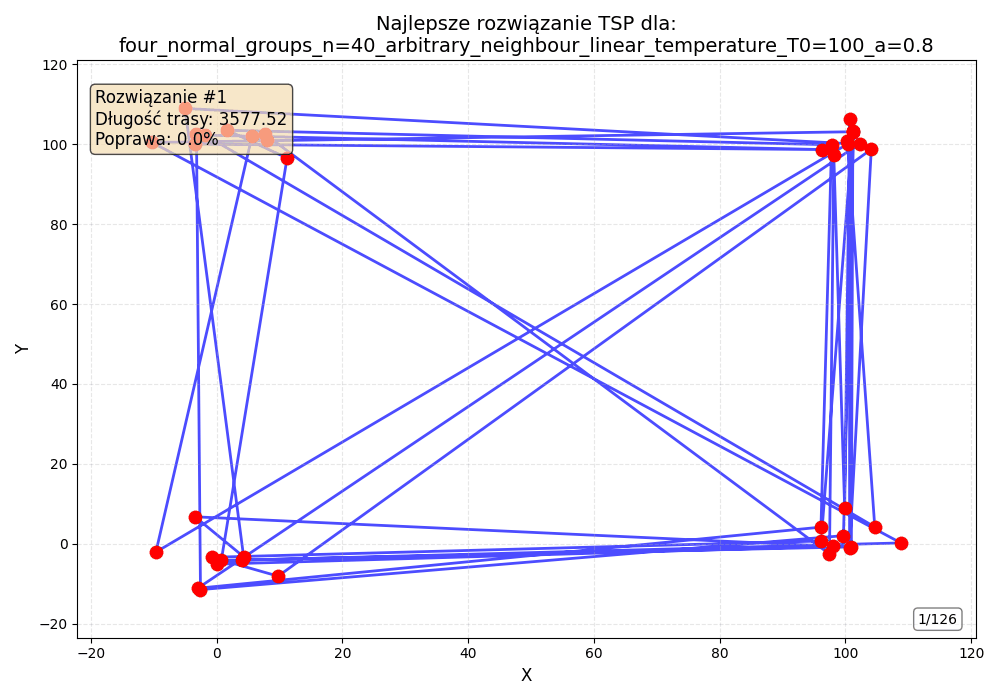 Najlepsze rozwiązanie TSP dla:
four_normal_groups_n=40_arbitrary_neighbour_linear_temperature_T0=100_a=0.8
120
100
80
60
40
20
0
−20
Y
Rozwiązanie #1
Długość trasy: 3577.52
Poprawa: 0.0%
1/126
−20
0
20
40
60
80
100
120
X